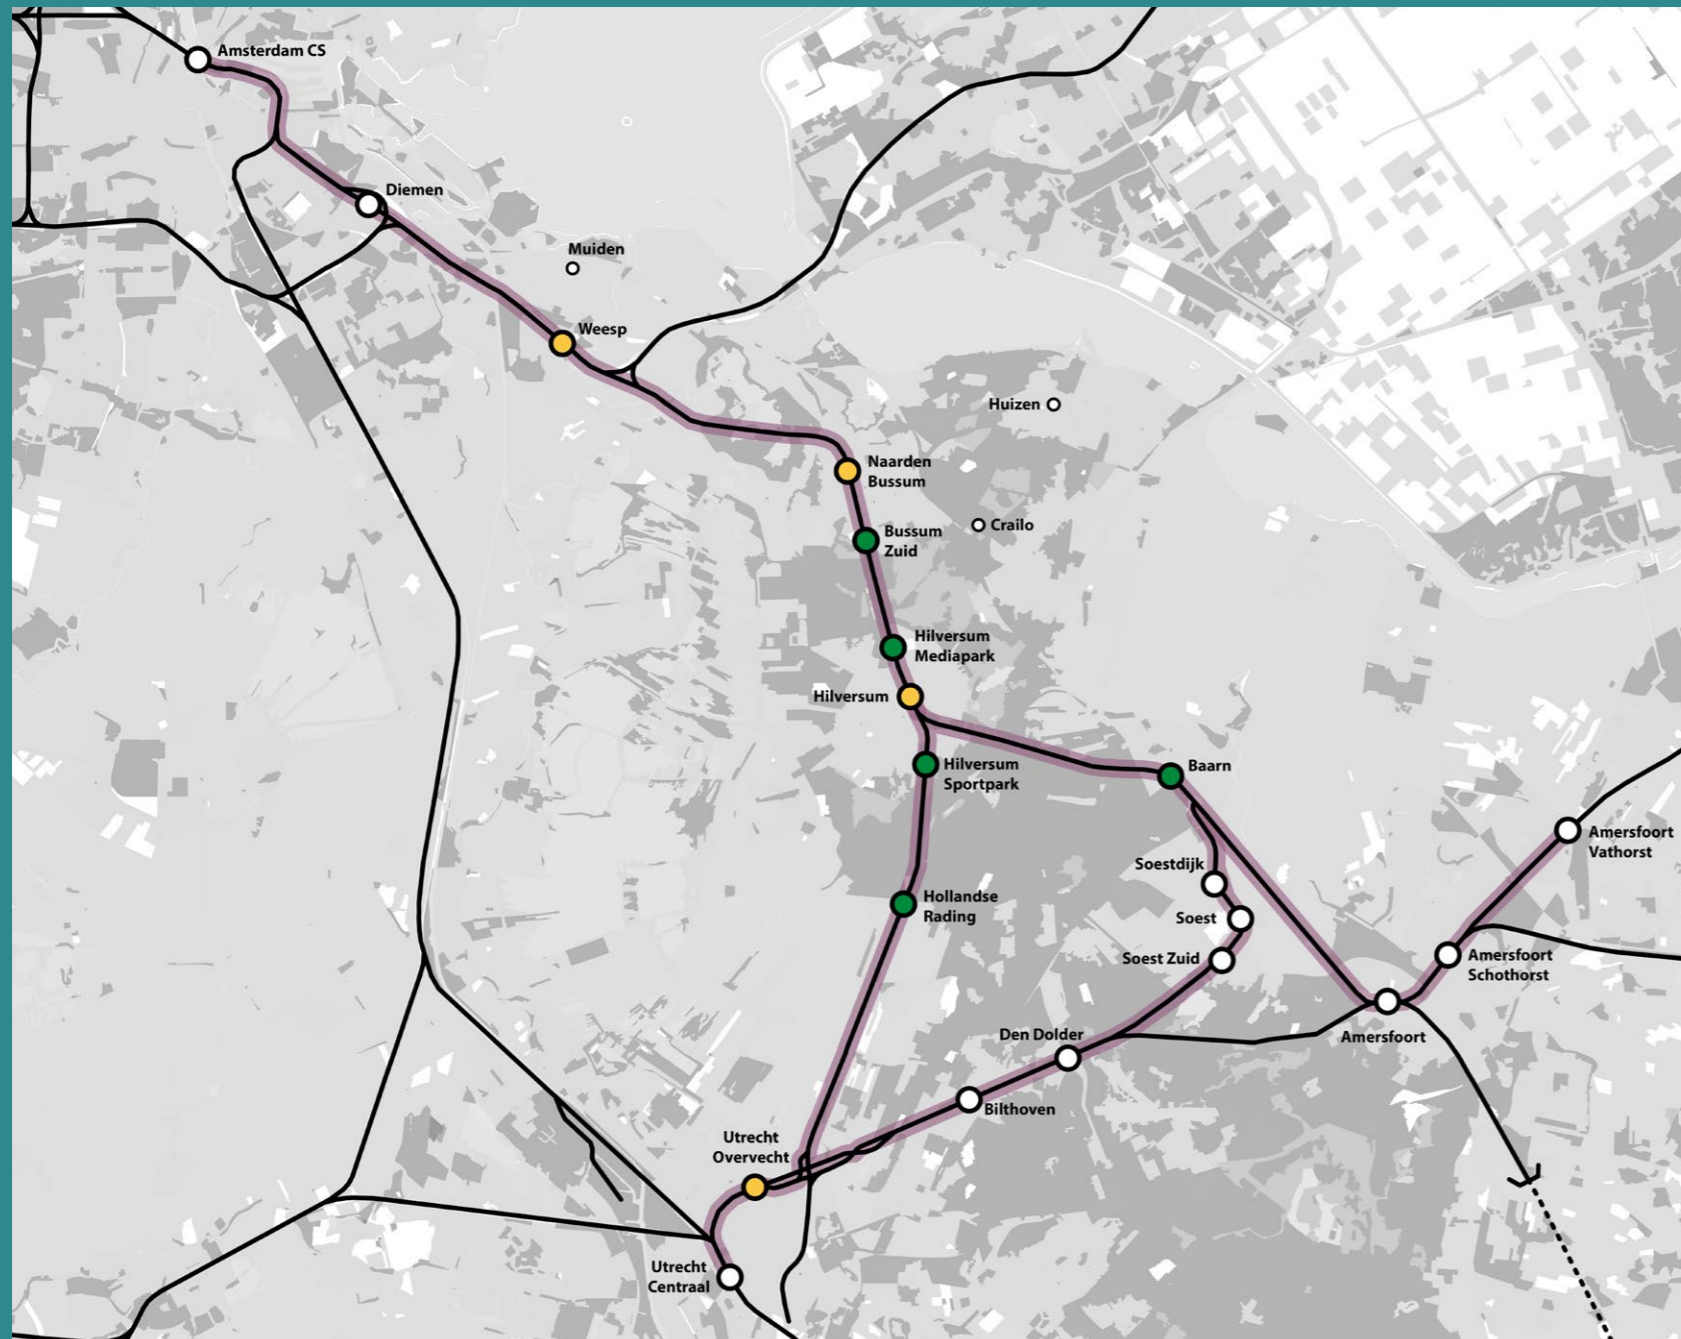 Amsterdam CS
Diemen
Muiden
Weesp
Huizen
Naarden
Bussum
Crailo
Bussum
Zuid
Hilversum
Mediapark
Hilversum
Hilversum
Sportpark
Baarn
Amersfoort
Vathorst
Soestdijk
Hollandse
Rading
Soest
Soest Zuid
Amersfoort
Schothorst
Den Dolder
Amersfoort
Bilthoven
Utrecht
Overvecht
Utrecht
Centraal